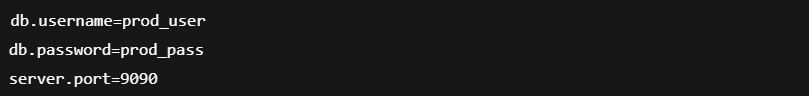 db.username=prod_user
db.password=prod_pass
server.port=9090